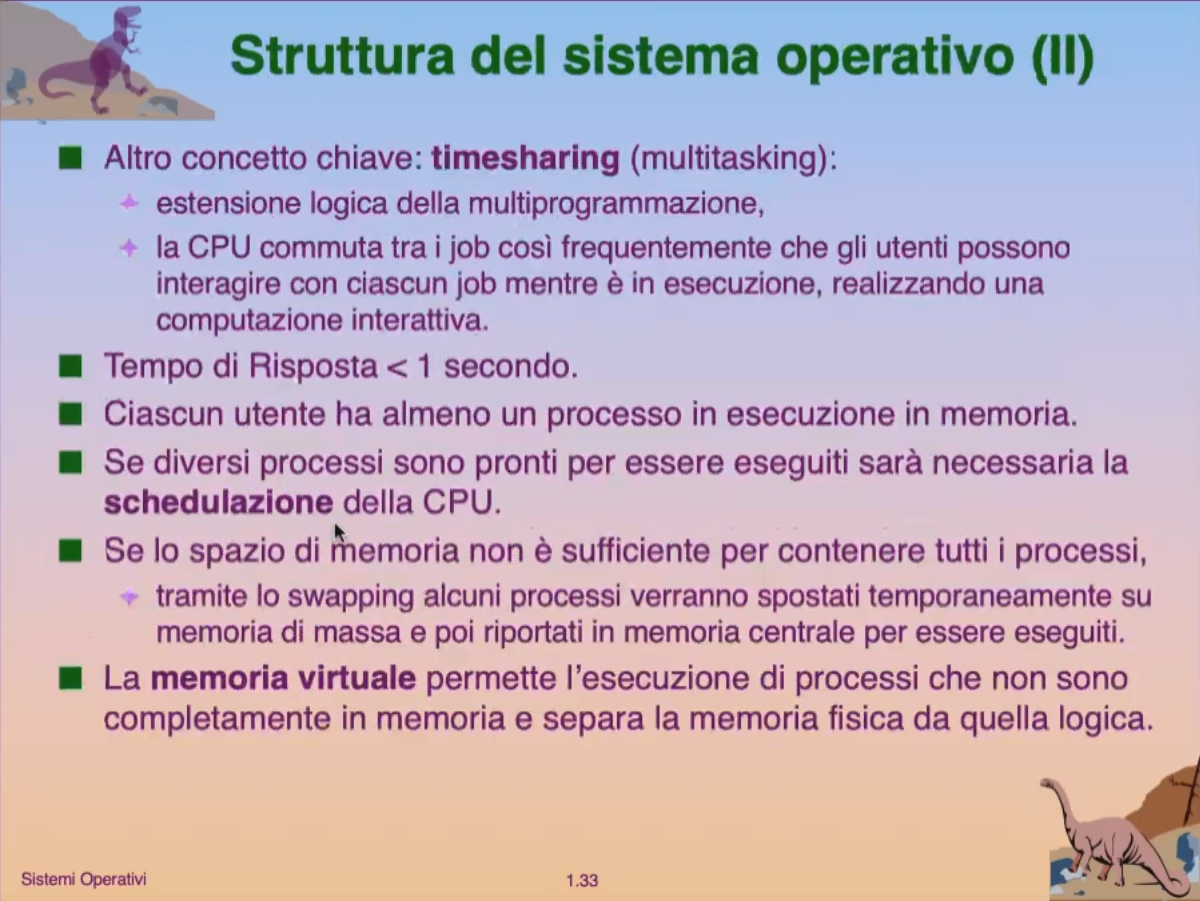 Struttura del sistema operativo (II)
Altro concetto chiave: timesharing (multitasking):
estensione logica della multiprogrammazione,
la CPU commuta tra i job così frequentemente che gli utenti possono
interagire con ciascun job mentre è in esecuzione, realizzando una
computazione interattiva.
Tempo di Risposta < 1 secondo.
Ciascun utente ha almeno un processo in esecuzione in memoria.
Se diversi processi sono pronti per essere eseguiti sarà necessaria la
schedulazione della CPU.
Se lo spazio di memoria non è sufficiente per contenere tutti i processi,
tramite lo swapping alcuni processi verranno spostati temporaneamente su
memoria di massa e poi riportati in memoria centrale per essere eseguiti.
La memoria virtuale permette l'esecuzione di processi che non sono
completamente in memoria e separa la memoria fisica da quella logica.
Sistemi Operativi
1.33